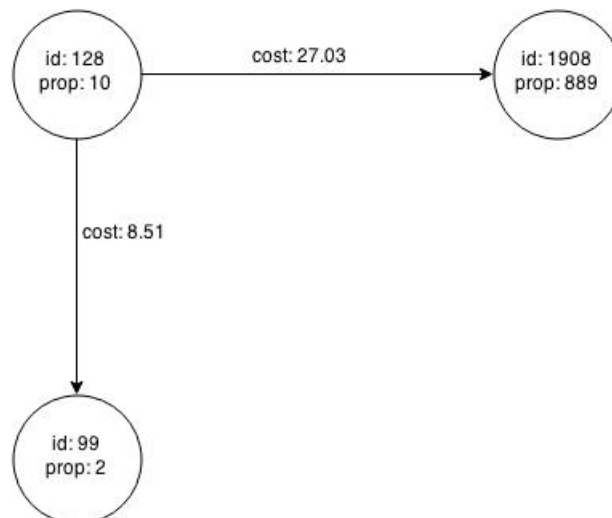 id: 128
prop: 10
cost: 27.03
id: 1908
prop: 889
cost: 8.51
id: 99
prop: 2